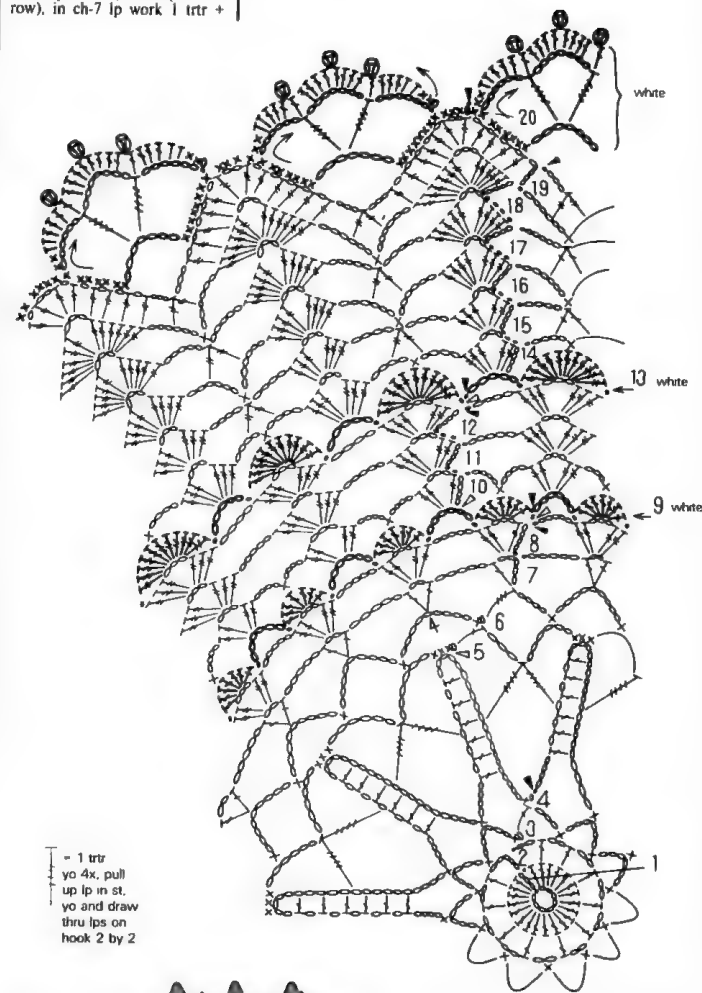 row), in ch-7 lp work 1 trtr +
white
20
19
18
17
16
15
14
13 white
12
11
10
9 white
8
7
6
5
4
3
2
1
= 1 trtr
yo 4x, pull
up lp in st,
yo and draw
thru lps on
hook 2 by 2